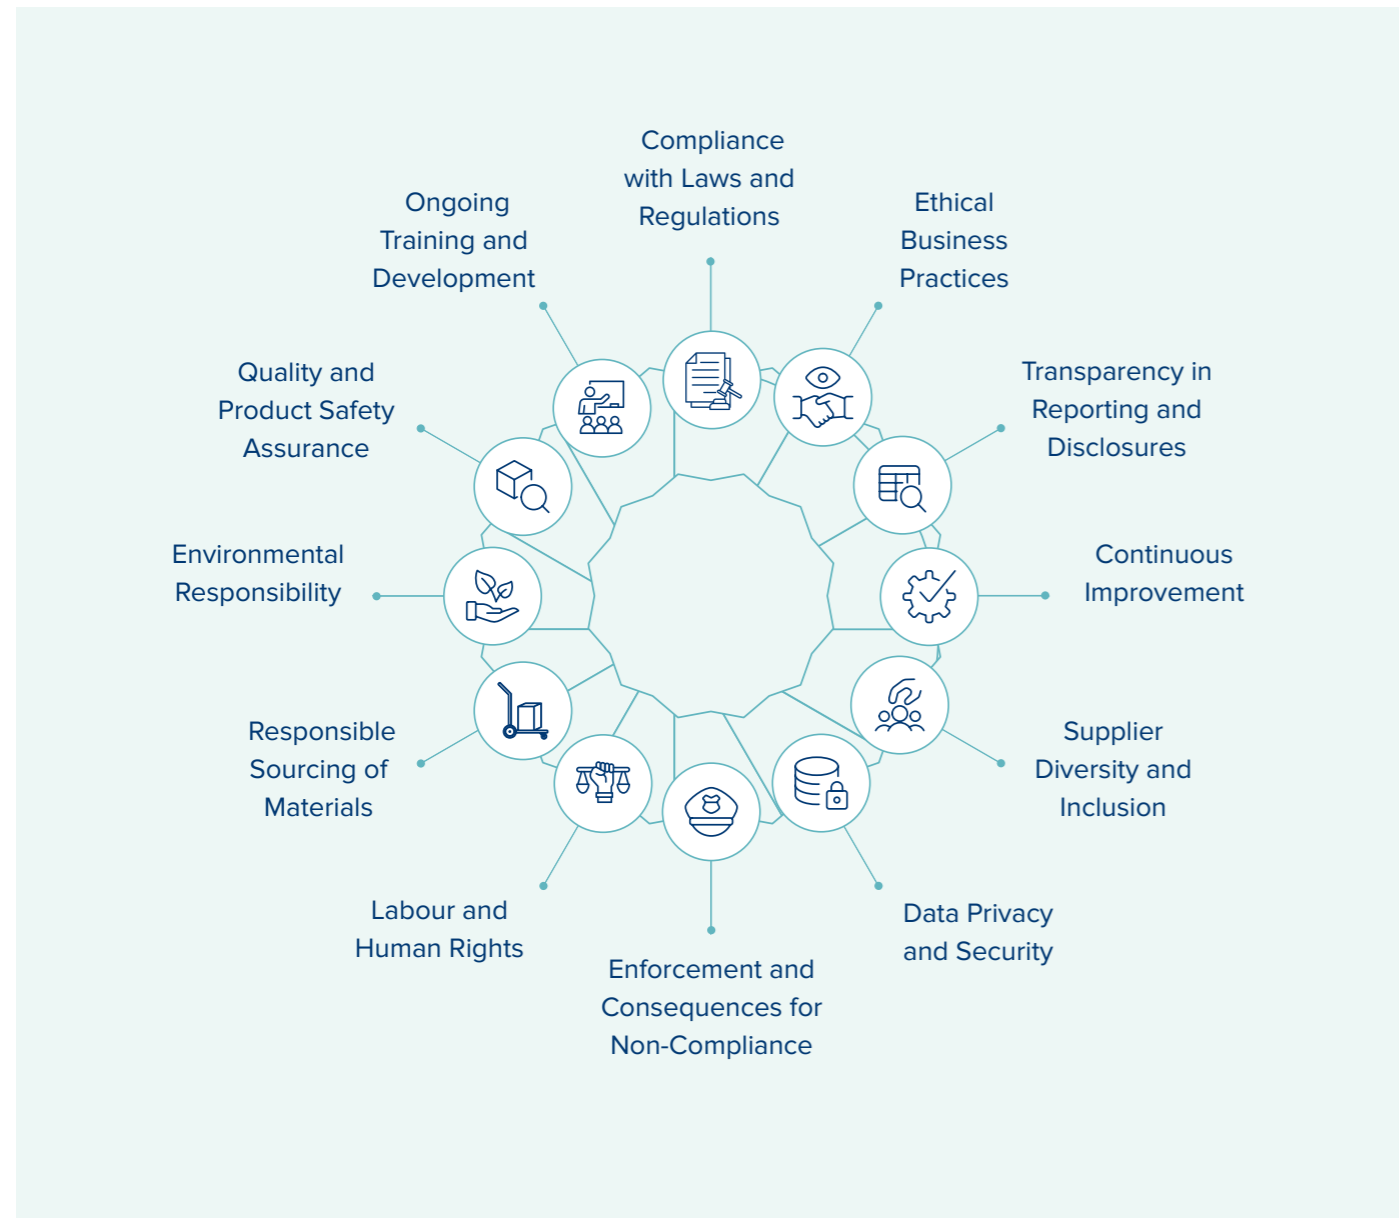 Compliance
with Laws and
Regulations
Ethical
Business
Practices
Transparency in
Reporting and
Disclosures
Continuous
Improvement
Supplier
Diversity and
Inclusion
Data Privacy
and Security
Enforcement and
Consequences for
Non-Compliance
Labour and
Human Rights
Responsible
Sourcing of
Materials
Environmental
Responsibility
Quality and
Product Safety
Assurance
Ongoing
Training and
Development